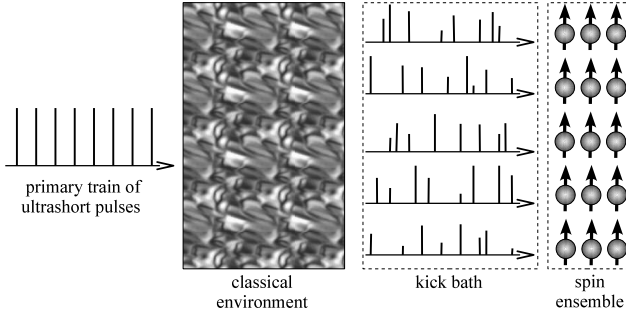 primary train of
ultrashort pulses
classical
environment
kick bath
spin
ensemble